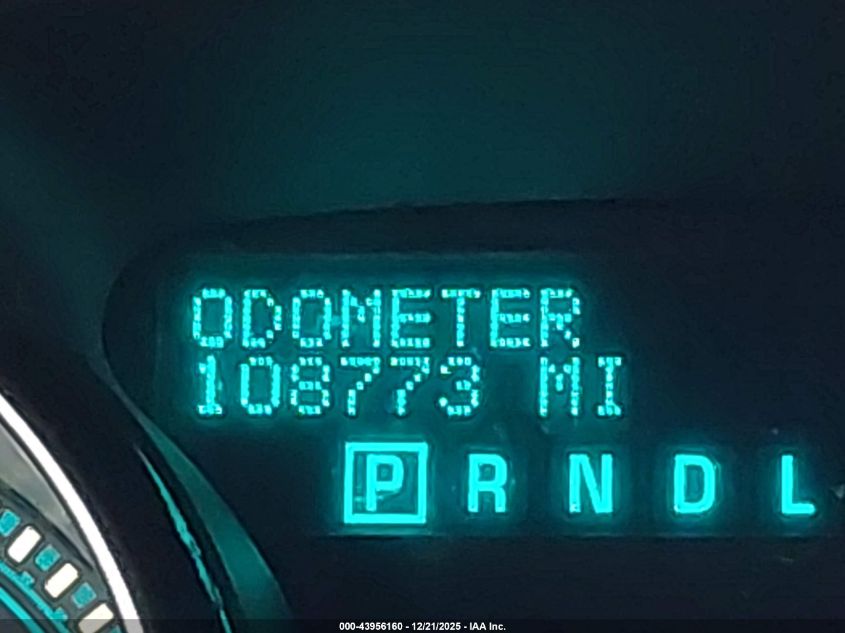 ODOMETER
108773 MI
P R N D L
000-43956160 - 12/21/2025 - IAA Inc.